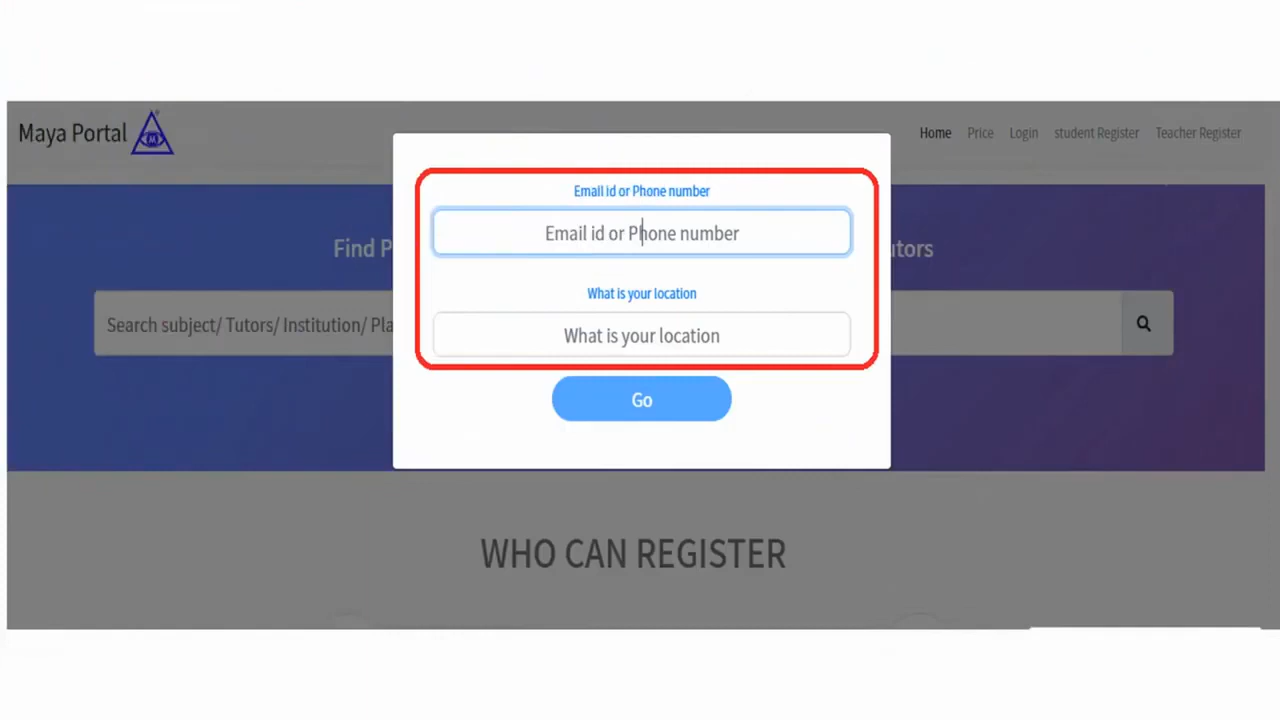 Maya Portal
M
Home Price Login student Register Teacher Register
Email id or Phone number
Email id or Phone number
Find P
utors
What is your location
Search subject/ Tutors/ Institution/ Pla
What is your location
Go
WHO CAN REGISTER